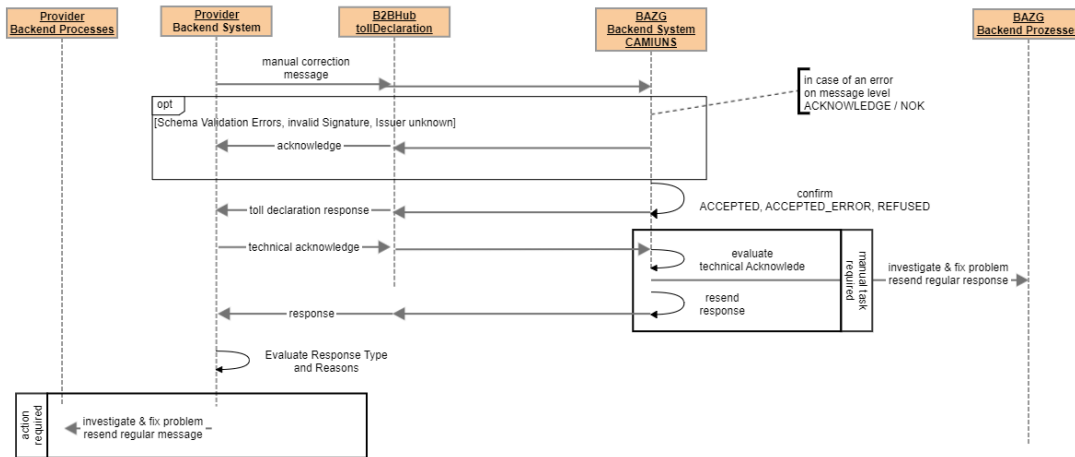 Provider
Backend Processes
Provider
Backend System
B2BHub
tollDeclaration
BAZG
Backend System
CAMIUNS
BAZG
Backend Prozesse
manual correction
message
in case of an error
on message level
ACKNOWLEDGE / NOK
opt
[Schema Validation Errors, invalid Signature, Issuer unknown]
acknowledge
confirm
ACCEPTED, ACCEPTED_ERROR, REFUSED
toll declaration response
technical acknowledge
evaluate
technical Acknowlede
manual task
required
investigate & fix problem
resend regular response
resend
response
response
Evaluate Response Type
and Reasons
action
required
investigate & fix problem
resend regular message